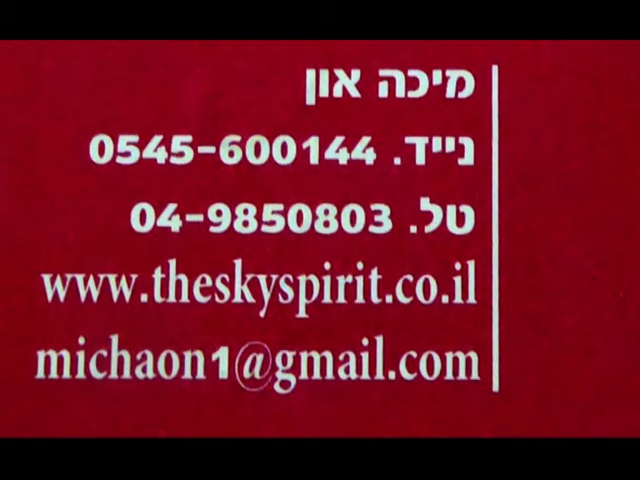 מיכה און
נייד. 0545-600144
טל. 04-9850803
www.theskyspirit.co.il
michaon1@gmail.com